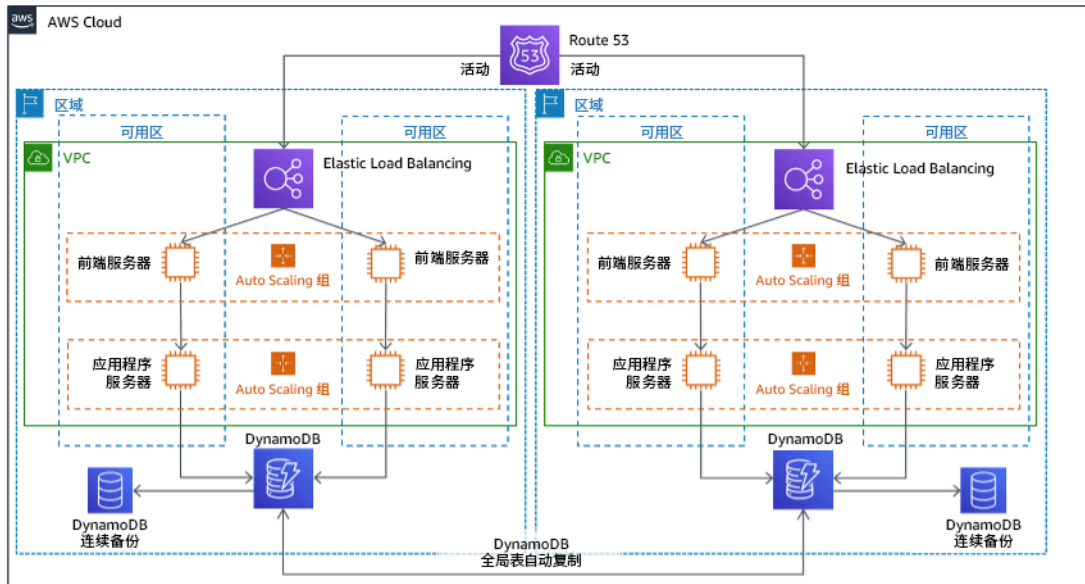 aws
AWS Cloud
Route 53
53
活动
活动
区域
区域
可用区
可用区
可用区
可用区
VPC
Elastic Load Balancing
VPC
Elastic Load Balancing
前端服务器
Auto Scaling 组
前端服务器
前端服务器
Auto Scaling 组
前端服务器
应用程序
服务器
Auto Scaling 组
应用程序
服务器
应用程序
服务器
Auto Scaling 组
应用程序
服务器
DynamoDB
DynamoDB
DynamoDB
连续备份
DynamoDB
全局表自动复制
DynamoDB
连续备份